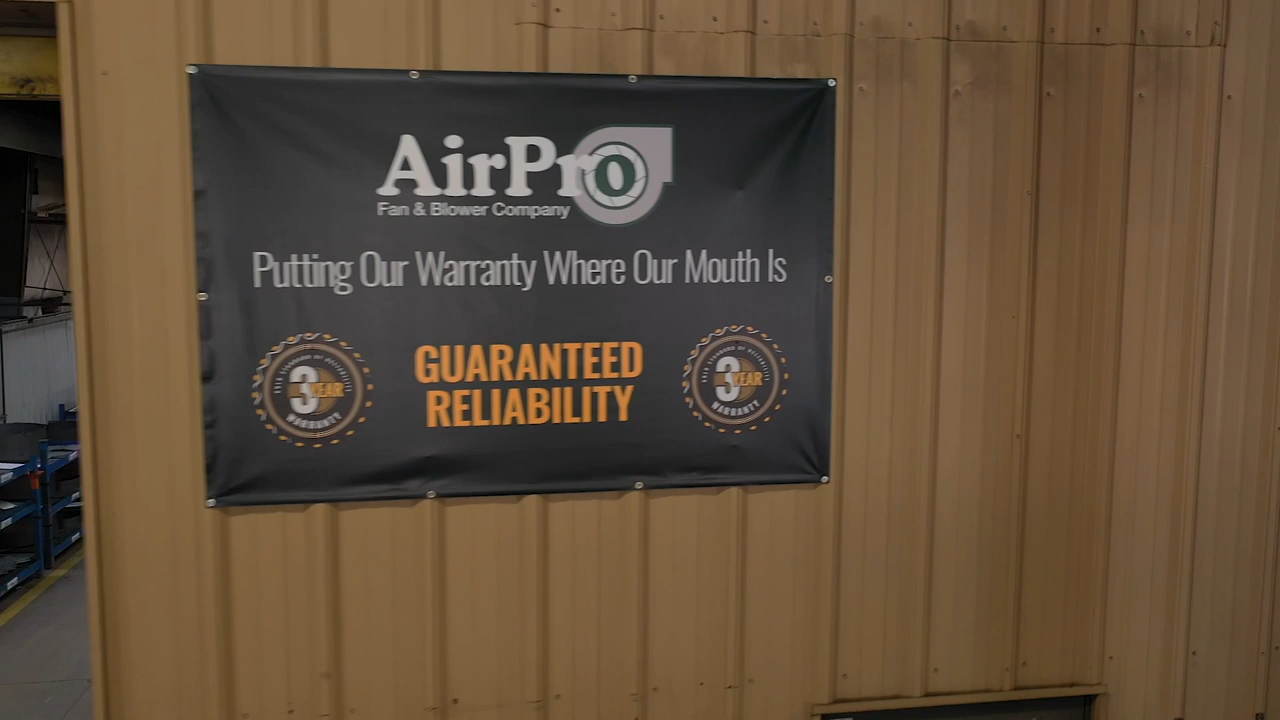 AirPro
Fan & Blower Company
Putting Our Warranty Where Our Mouth Is
GUARANTEED
RELIABILITY
3 YEAR
WARRANTY
3 YEAR
WARRANTY